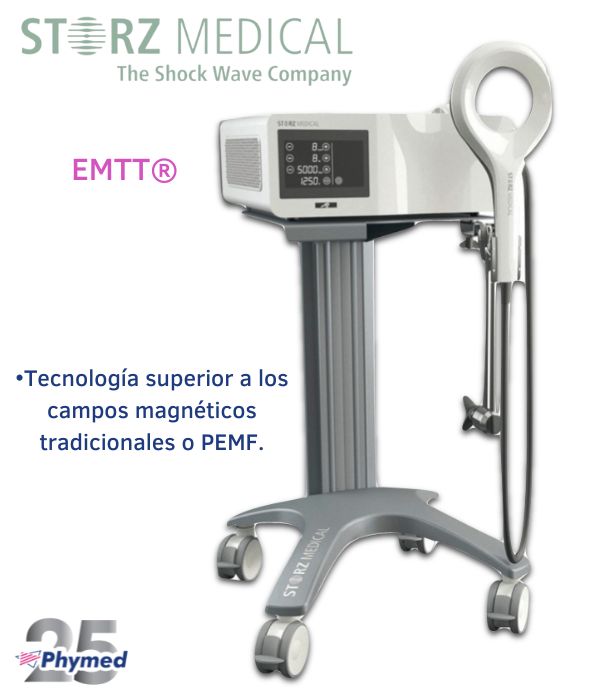 STORZ MEDICAL
The Shock Wave Company
STORZ MEDICAL
8
8
5000
1250
EMTT®
STORZ MEDICAL
•Tecnología superior a los
campos magnéticos
tradicionales o PEMF.
STORZ MEDICAL
25
Phymed